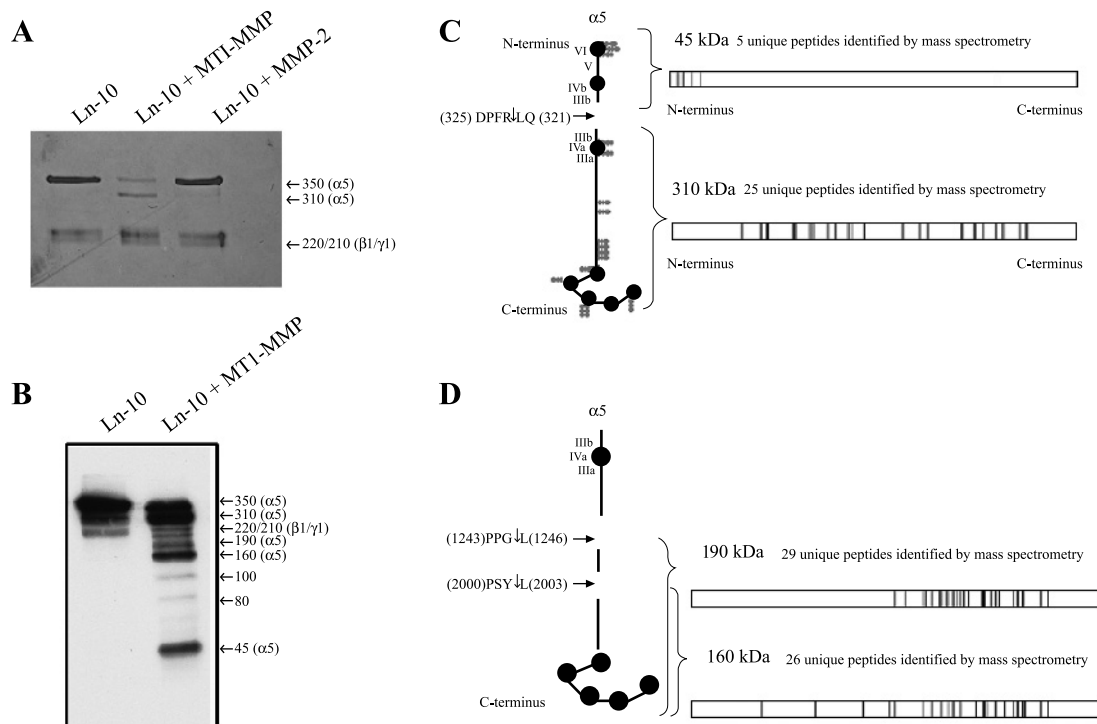 A
Ln-10
Ln-10 + MTI-MMP
Ln-10 + MMP-2
←350 (α5)
←310 (α5)
←220/210 (β1/γ1)
B
Ln-10
Ln-10 + MT1-MMP
←350 (α5)
←310 (α5)
←220/210 (β1/γ1)
←190 (α5)
←160 (α5)
←100
←80
←45 (α5)
C
α5
N-terminus
VI
V
IVb
IIIb
(325) DPFR↓LQ (321)
IIIb
IVa
IIIa
C-terminus
45 kDa 5 unique peptides identified by mass spectrometry
N-terminus C-terminus
310 kDa 25 unique peptides identified by mass spectrometry
N-terminus C-terminus
D
α5
IIIb
IVa
IIIa
(1243)PPG↓L(1246)
(2000)PSY↓L(2003)
C-terminus
190 kDa 29 unique peptides identified by mass spectrometry
160 kDa 26 unique peptides identified by mass spectrometry